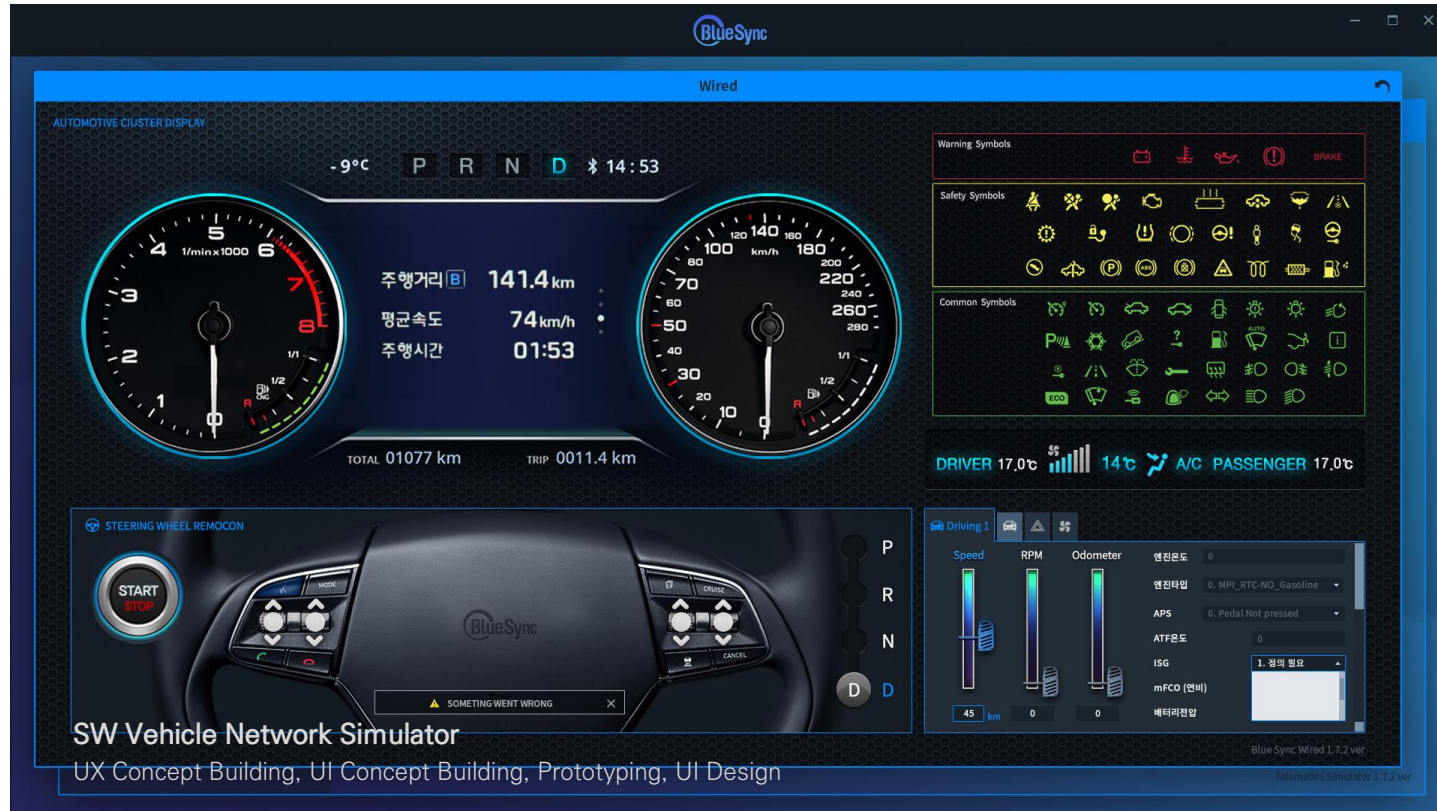 BlueSync
Wired
AUTOMOTIVE CIUSTER DISPLAY
-9°C P R N D 14:53
1/min x 1000
0 1 2 3 4 5 6 7 8
CNG R 1/2 1/1
주행거리 B 141.4 km
평균속도 74 km/h
주행시간 01:53
km/h
0 10 20 30 40 50 60 70 80 100 120 140 160 180 200 220 240 260 280
R 1/2 1/1
TOTAL 01077 km TRIP 0011.4 km
Warning Symbols
BRAKE
Safety Symbols
(P) (ABS)
Common Symbols
P AUTO i
ECO
DRIVER 17.0℃ 14℃ A/C PASSENGER 17.0℃
STEERING WHEEL REMOCON
START
STOP
MODE
CRUISE
CANCEL
BlueSync
SOMETING WENT WRONG
P
R
N
D D
Driving 1
Speed RPM Odometer
45 km 0 0
엔진온도 0
엔진타입 0. MPI_RTC-NO_Gasoline
APS 0. Pedal Not pressed
ATF온도 0
ISG 1. 정의 필요
mFCO (연비)
배터리전압
Blue Sync Wired 1.7.2 ver
Telematics Simulator 1.7.2 ver
SW Vehicle Network Simulator
UX Concept Building, UI Concept Building, Prototyping, UI Design